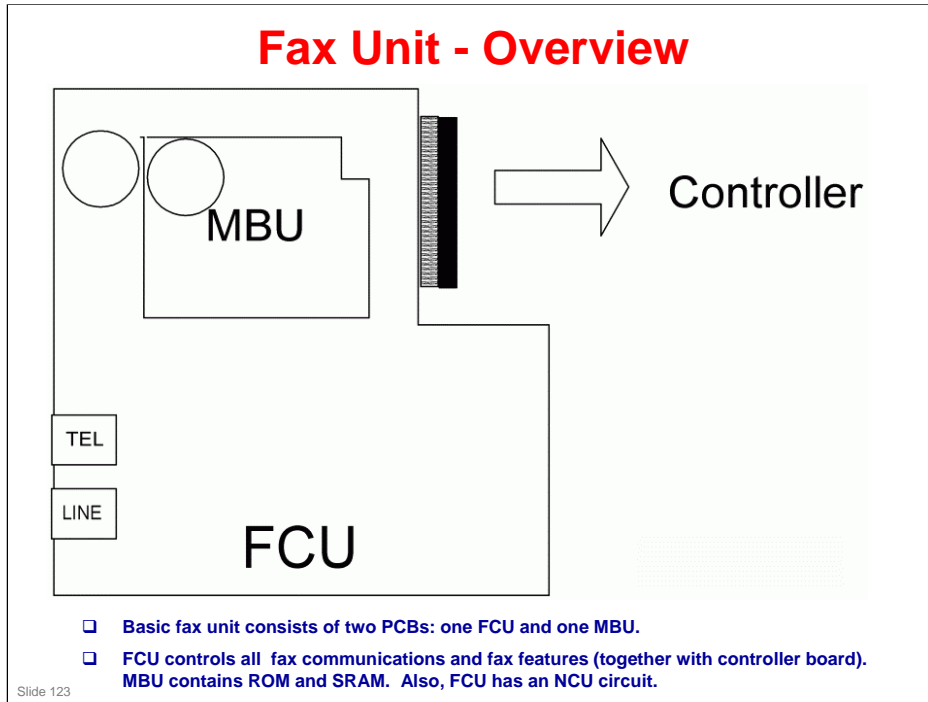 Fax Unit - Overview
MBU
Controller
TEL
LINE
FCU
Basic fax unit consists of two PCBs: one FCU and one MBU.
FCU controls all fax communications and fax features (together with controller board).
MBU contains ROM and SRAM. Also, FCU has an NCU circuit.
Slide 123